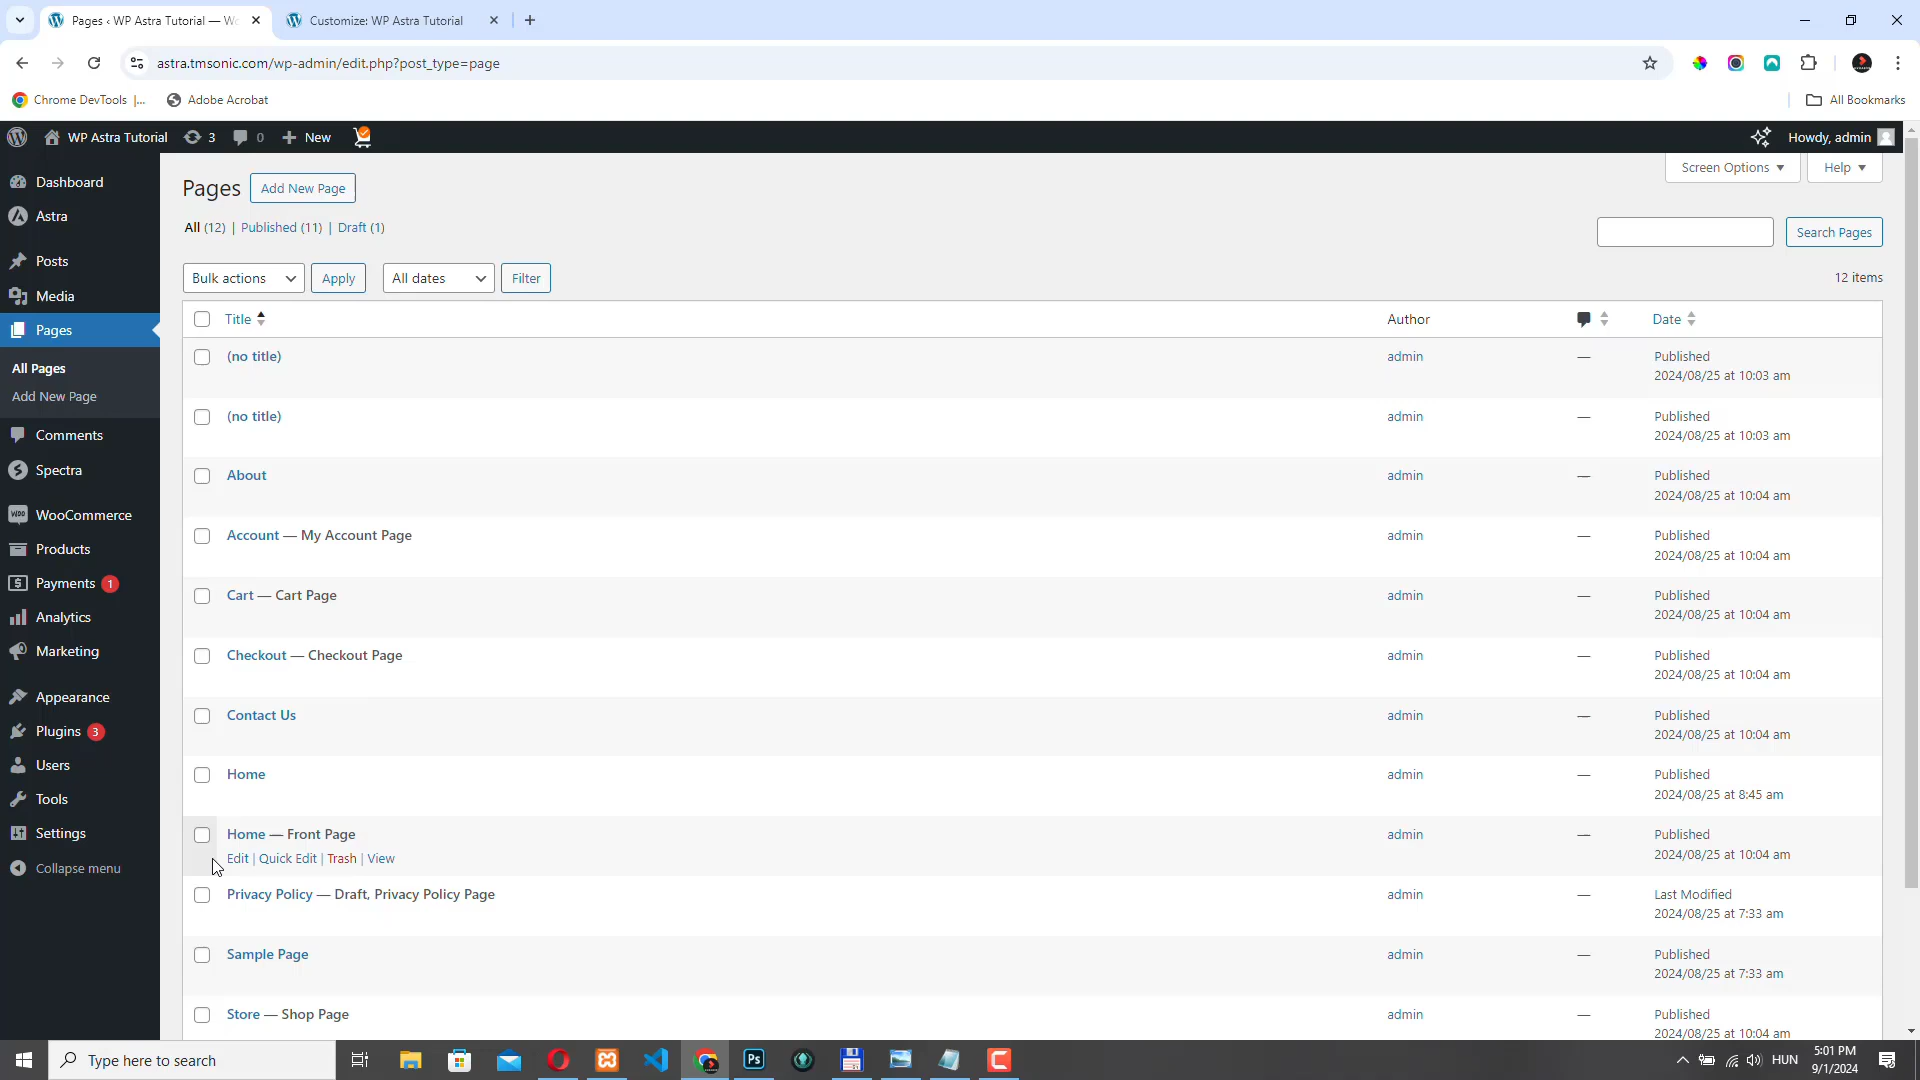 Pages ‹ WP Astra Tutorial — Wo
Customize: WP Astra Tutorial
astra.tmsonic.com/wp-admin/edit.php?post_type=page
Chrome DevTools |...
Adobe Acrobat
All Bookmarks
WP Astra Tutorial
3
0
New
Howdy, admin
Dashboard
Astra
Posts
Media
Pages
All Pages
Add New Page
Comments
Spectra
WooCommerce
Products
Payments 1
Analytics
Marketing
Appearance
Plugins 3
Users
Tools
Settings
Collapse menu
Screen Options
Help
Pages
Add New Page
All (12) | Published (11) | Draft (1)
Search Pages
Bulk actions
Apply
All dates
Filter
12 items
Title
Author
Date
(no title)
admin
—
Published
2024/08/25 at 10:03 am
(no title)
admin
—
Published
2024/08/25 at 10:03 am
About
admin
—
Published
2024/08/25 at 10:04 am
Account — My Account Page
admin
—
Published
2024/08/25 at 10:04 am
Cart — Cart Page
admin
—
Published
2024/08/25 at 10:04 am
Checkout — Checkout Page
admin
—
Published
2024/08/25 at 10:04 am
Contact Us
admin
—
Published
2024/08/25 at 10:04 am
Home
admin
—
Published
2024/08/25 at 8:45 am
Home — Front Page
Edit | Quick Edit | Trash | View
admin
—
Published
2024/08/25 at 10:04 am
Privacy Policy — Draft, Privacy Policy Page
admin
—
Last Modified
2024/08/25 at 7:33 am
Sample Page
admin
—
Published
2024/08/25 at 7:33 am
Store — Shop Page
admin
—
Published
2024/08/25 at 10:04 am
Type here to search
Ps
HUN
5:01 PM
9/1/2024